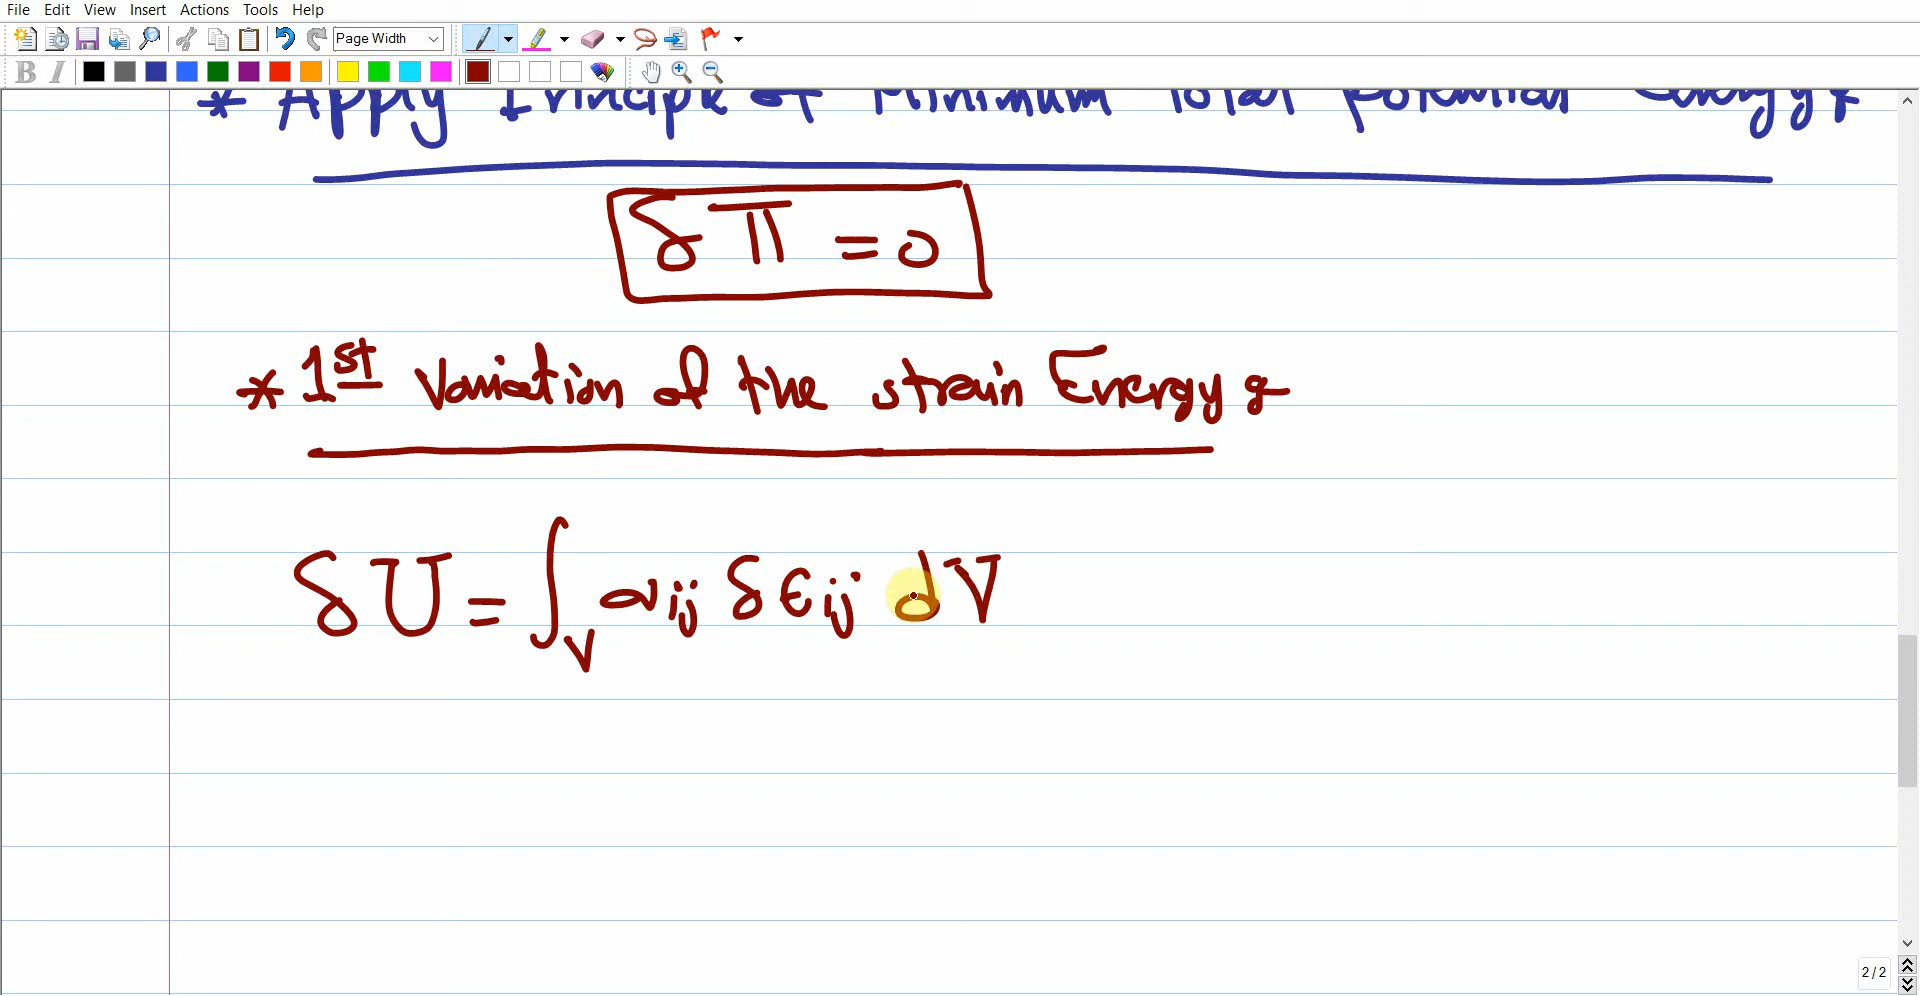 File Edit View Insert Actions Tools Help
Page Width
B I
* Apply Principle of Minimum Total Potential Energy:
δΠ = 0
* 1st Variation of the Strain Energy:
δU = ∫_V σij δεij dV
2 / 2